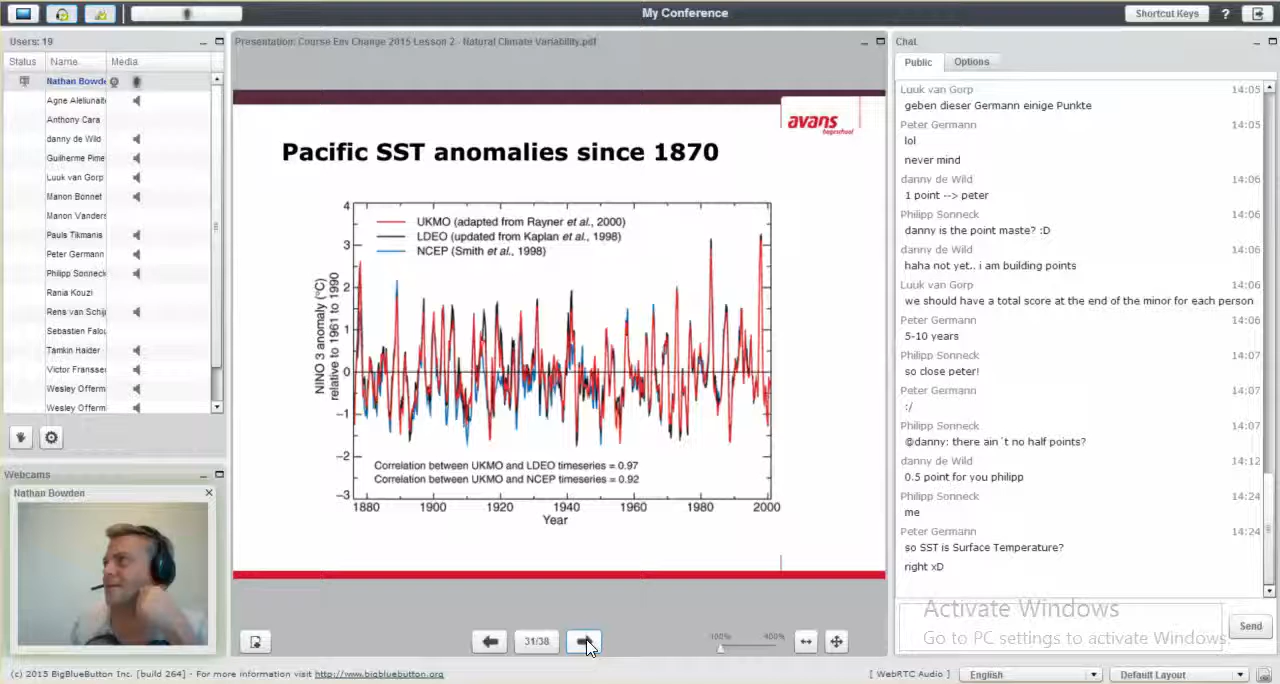 My Conference
Shortcut Keys
?
Users: 19
Status Name Media
Nathan Bowde
Agne Aleliunait
Anthony Cara
danny de Wild
Guilherme Pime
Luuk van Gorp
Manon Bonnet
Manon Vanders
Pauls Tikmanis
Peter Germann
Philipp Sonneck
Rania Kouzi
Rens van Schij
Sebastien Falou
Tamkin Haider
Victor Franssen
Wesley Offerm
Wesley Offerm
Webcams
Nathan Bowden
Presentation: Course Env Change 2015 Lesson 2 - Natural Climate Variability.pdf
avans
hogeschool
Pacific SST anomalies since 1870
UKMO (adapted from Rayner et al., 2000)
LDEO (updated from Kaplan et al., 1998)
NCEP (Smith et al., 1998)
NINO 3 anomaly (°C)
relative to 1961 to 1990
4
3
2
1
0
−1
−2
−3
Correlation between UKMO and LDEO timeseries = 0.97
Correlation between UKMO and NCEP timeseries = 0.92
1880 1900 1920 1940 1960 1980 2000
Year
31/38
100% 400%
Chat
Public Options
Luuk van Gorp 14:05
geben dieser Germann einige Punkte
Peter Germann 14:05
lol
never mind
danny de Wild 14:06
1 point --> peter
Philipp Sonneck 14:06
danny is the point maste? :D
danny de Wild 14:06
haha not yet.. i am building points
Luuk van Gorp 14:06
we should have a total score at the end of the minor for each person
Peter Germann 14:06
5-10 years
Philipp Sonneck 14:07
so close peter!
Peter Germann 14:07
:/
Philipp Sonneck 14:07
@danny: there ain´t no half points?
danny de Wild 14:12
0.5 point for you philipp
Philipp Sonneck 14:24
me
Peter Germann 14:24
so SST is Surface Temperature?
right xD
Activate Windows
Go to PC settings to activate Windows
Send
(c) 2015 BigBlueButton Inc. [build 264] - For more information visit http://www.bigbluebutton.org
[ WebRTC Audio ]
English
Default Layout